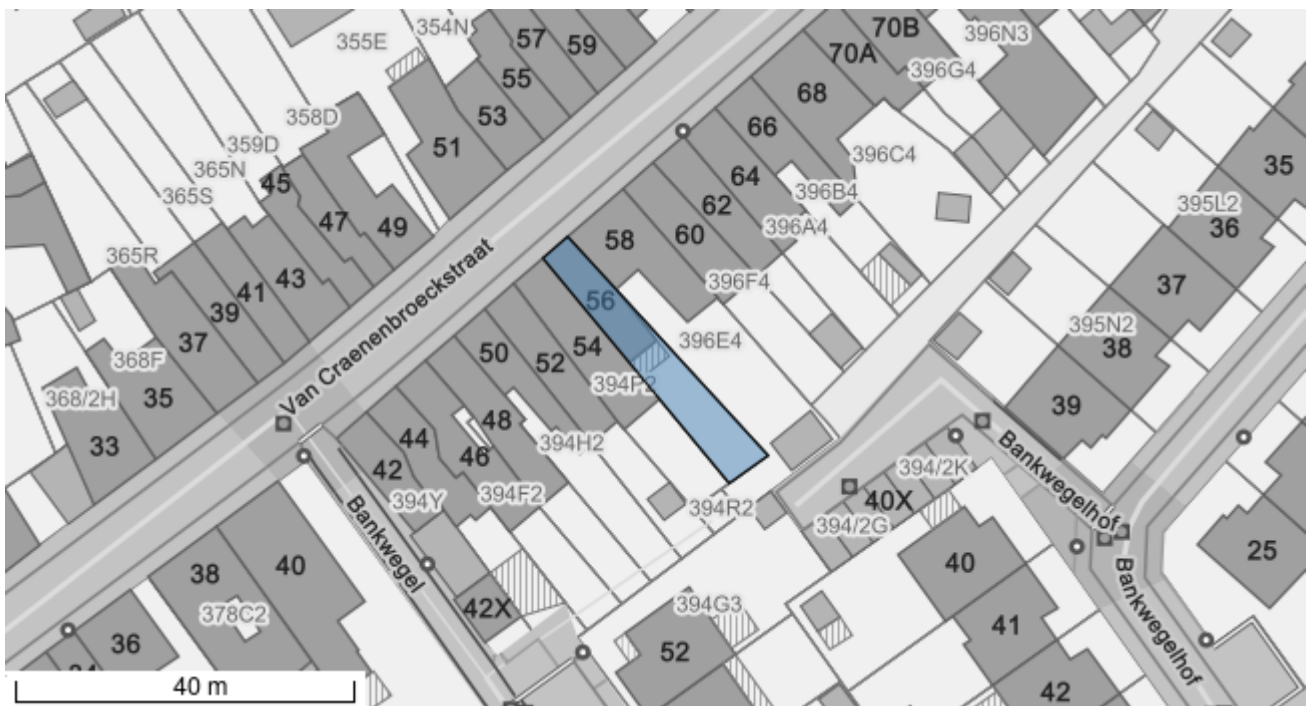 57
59
354N
355E
55
53
51
358D
359D
365N
365S
365R
45
47
49
43
41
39
37
35
33
368F
368/2H
Van Craenenbroeckstraat
70B
70A
68
66
64
62
60
58
56
54
52
50
48
46
44
42
396N3
396G4
396C4
396B4
396A4
396F4
396E4
394P2
394H2
394F2
394Y
394R2
35
395L2
36
37
395N2
38
39
Bankwegelhof
394/2K
40X
394/2G
25
Bankwegelhof
40
41
42
394G3
52
Bankwegel
42X
40
38
378C2
36
40 m